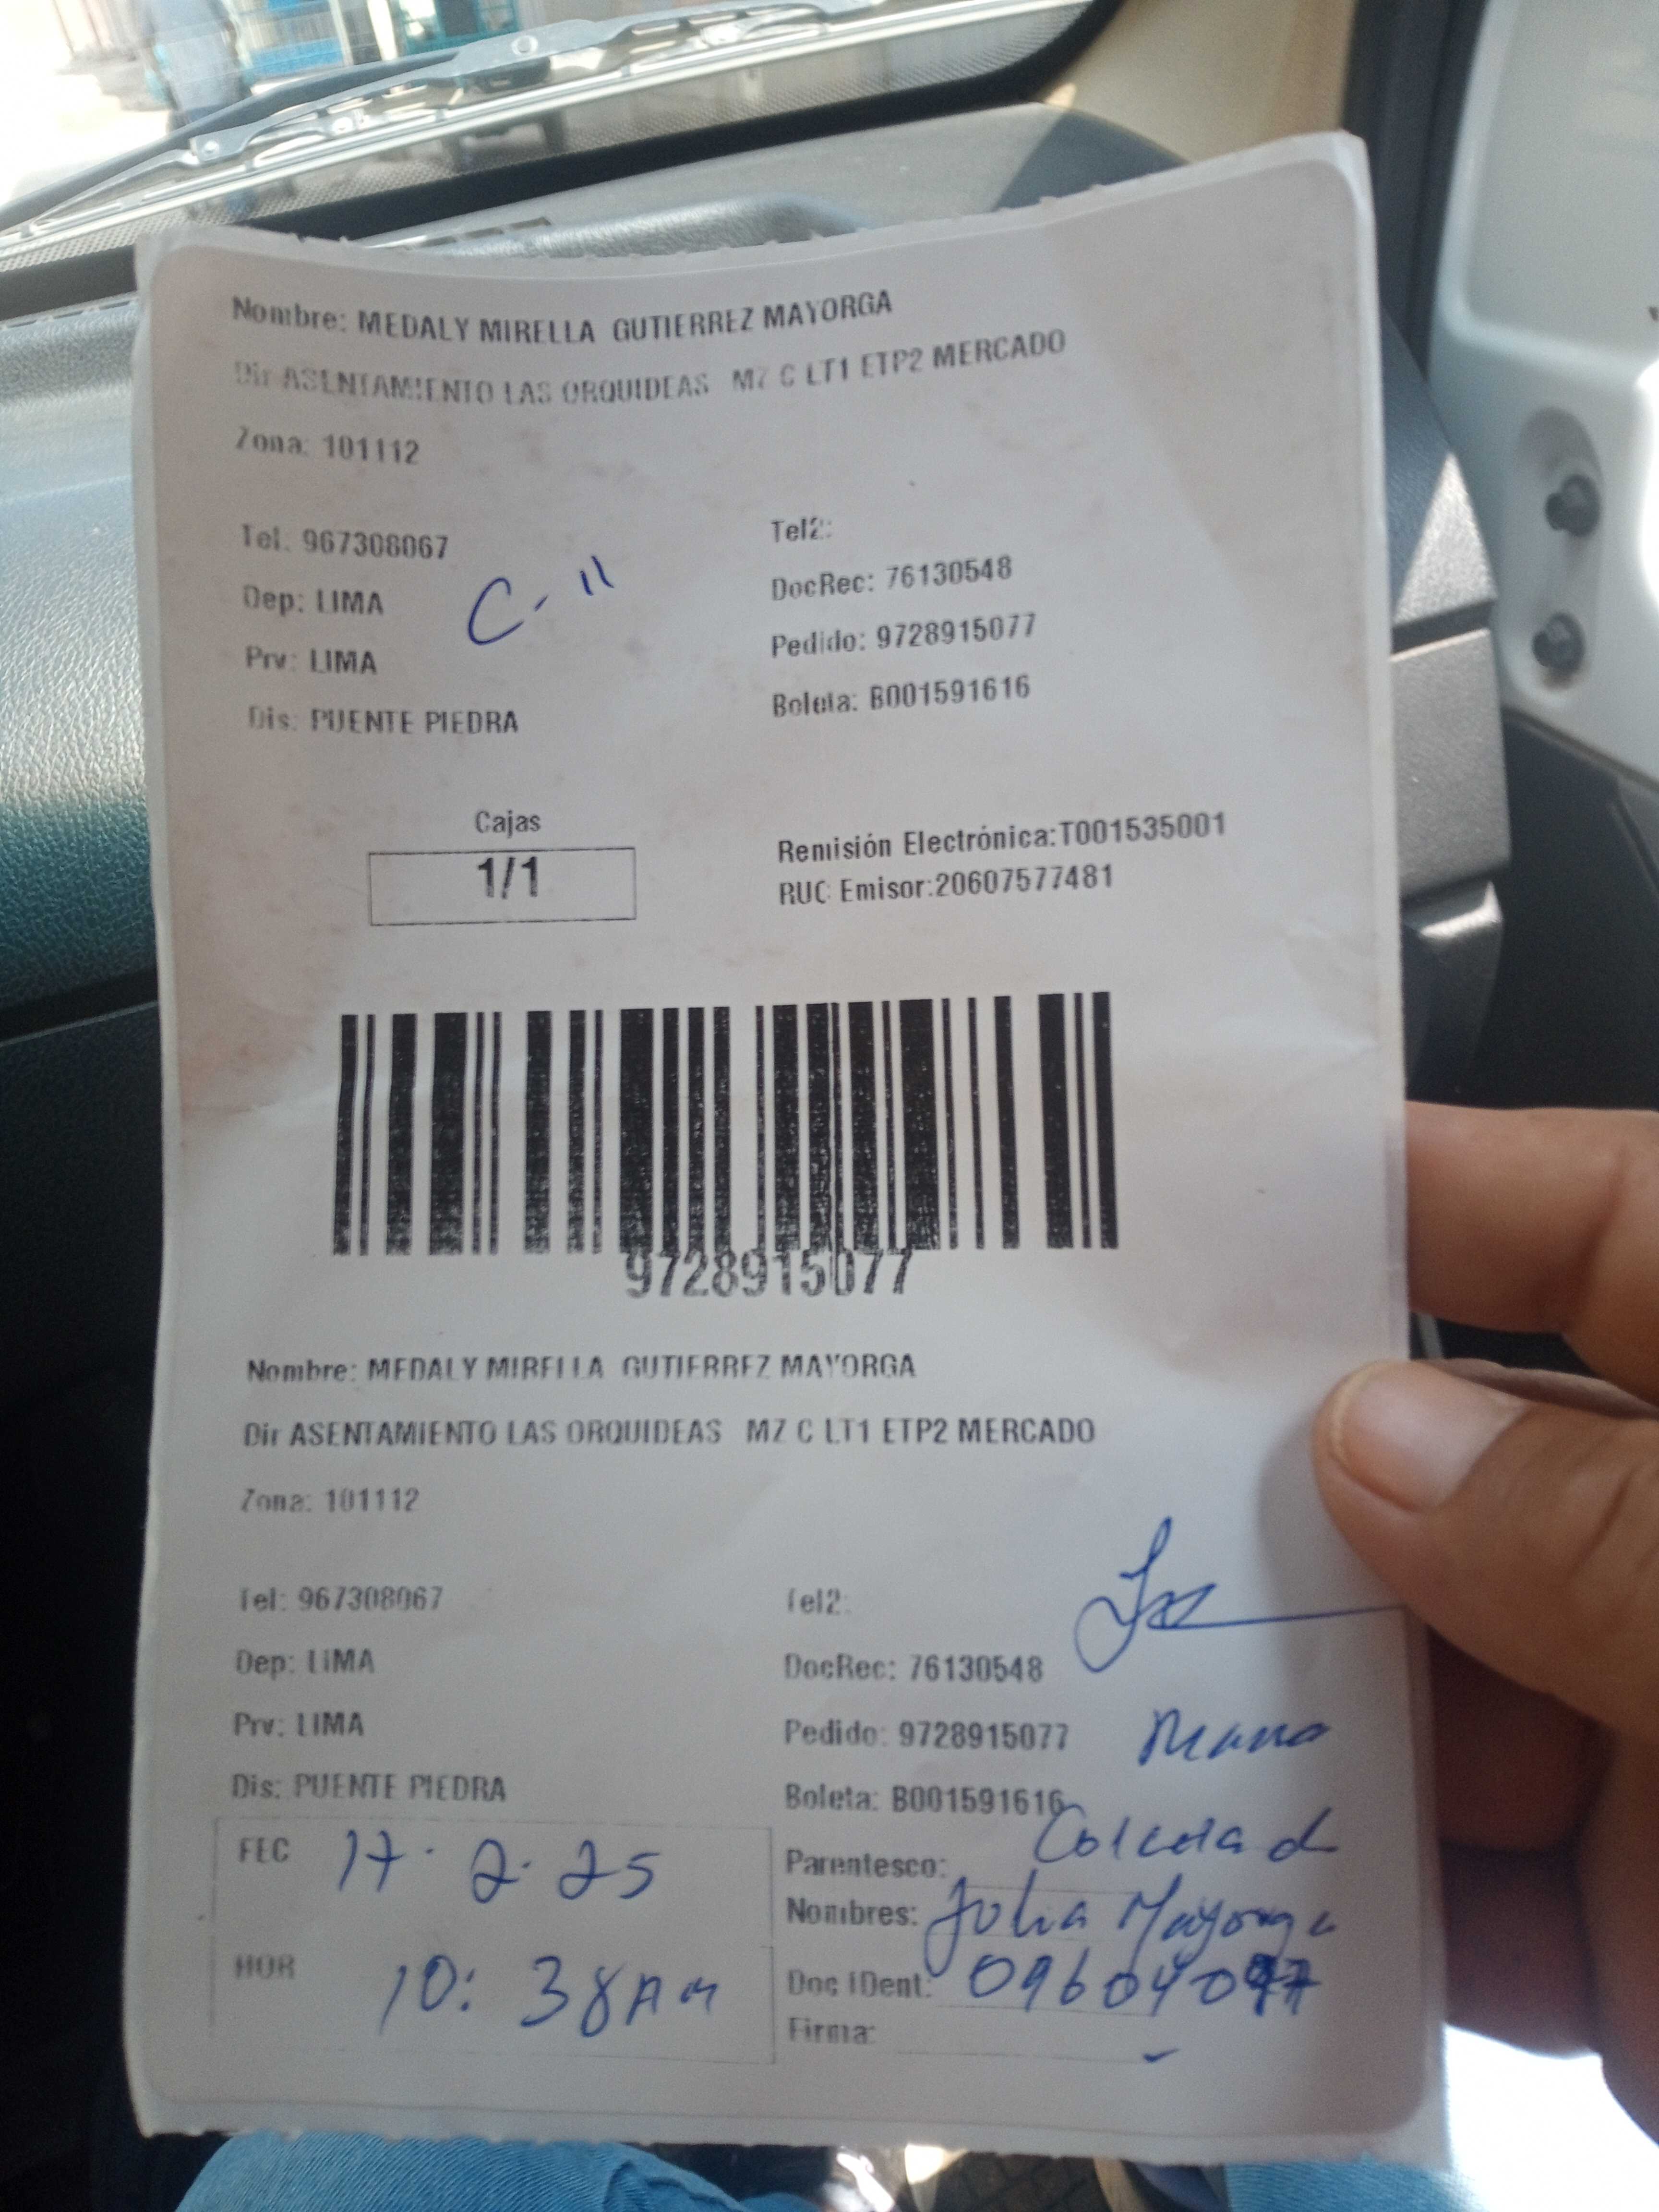 Nombre: MEDALY MIRELLA GUTIERREZ MAYORGA
Dir ASENTAMIENTO LAS ORQUIDEAS MZ C LT1 ETP2 MERCADO
Zona: 101112
Tel. 967308067
Tel2:
C-11
Dep: LIMA
DocRec: 76130548
Prv: LIMA
Pedido: 9728915077
Dis: PUENTE PIEDRA
Boleta: B001591616
Cajas
1/1
Remisión Electrónica:T001535001
RUC Emisor:20607577481
9728915077
Nombre: MEDALY MIRELLA GUTIERREZ MAYORGA
Dir ASENTAMIENTO LAS ORQUIDEAS MZ C LT1 ETP2 MERCADO
Zona: 101112
Tel: 967308067
Tel2:
Dep: LIMA
DocRec: 76130548
Prv: LIMA
Pedido: 9728915077
Dis: PUENTE PIEDRA
Boleta: B001591616
FEC 17.2.25
Parentesco:
Nombres: Julia Mayorga
HOR 10:38 AM
Doc IDent:
Firma: